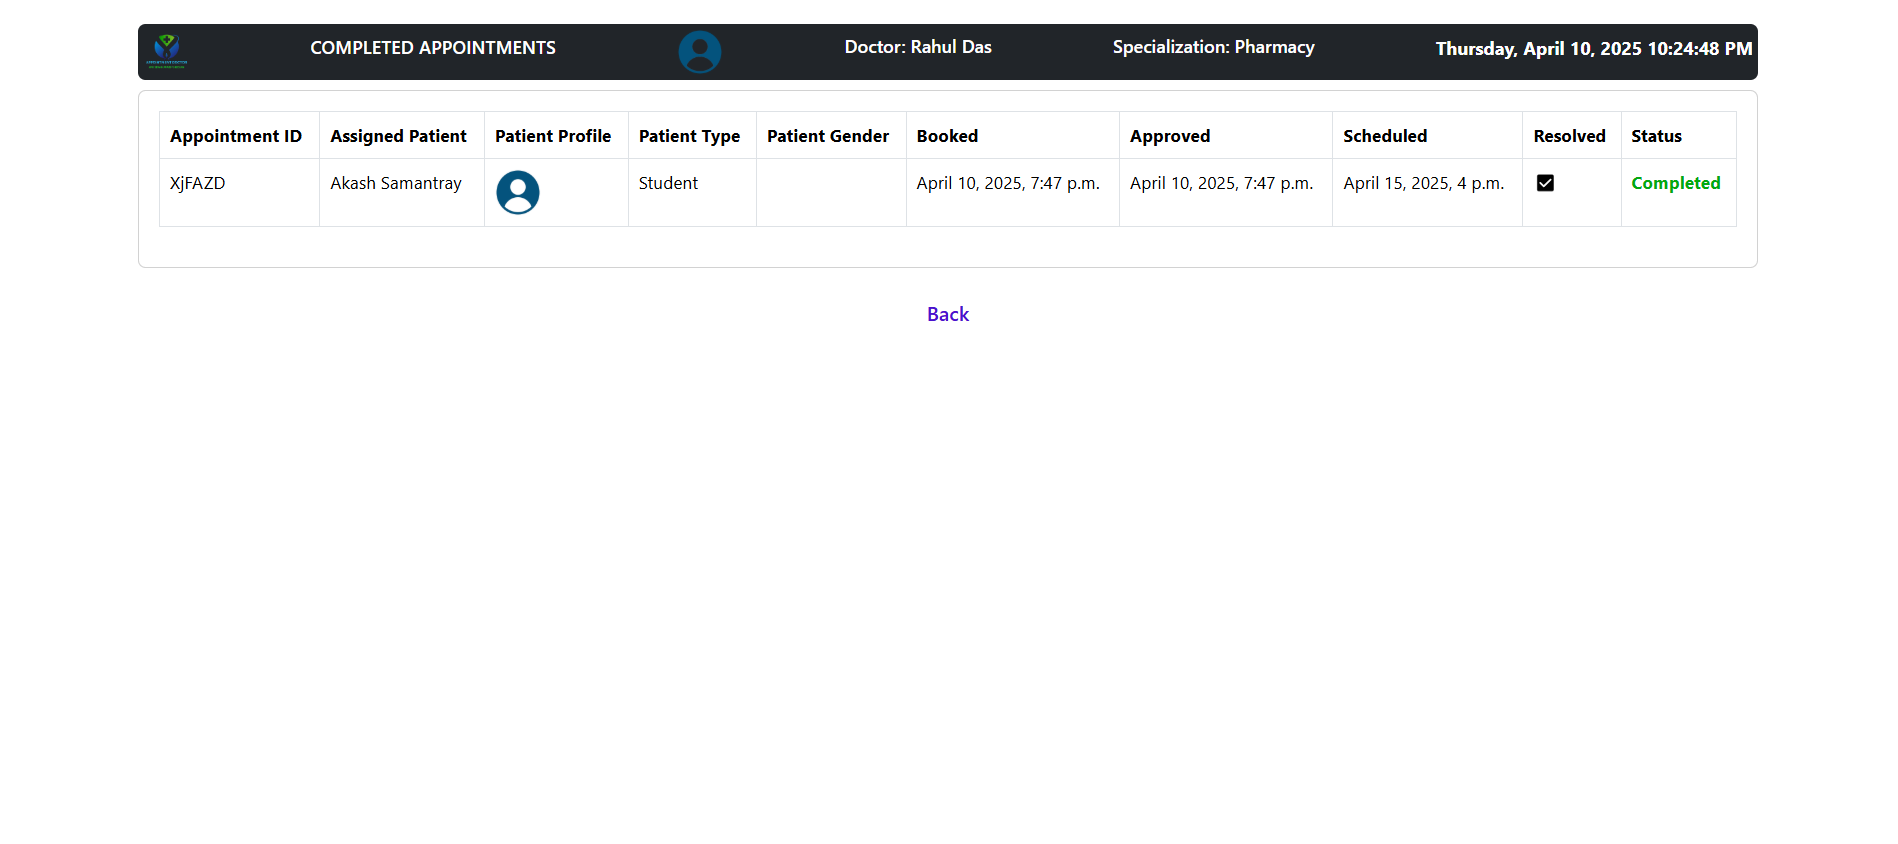 COMPLETED APPOINTMENTS Doctor: Rahul Das Specialization: Pharmacy Thursday, April 10, 2025 10:24:48 PM
Appointment ID Assigned Patient Patient Profile Patient Type Patient Gender Booked Approved Scheduled Resolved Status
XjFAZD Akash Samantray Student April 10, 2025, 7:47 p.m. April 10, 2025, 7:47 p.m. April 15, 2025, 4 p.m. Completed
Back